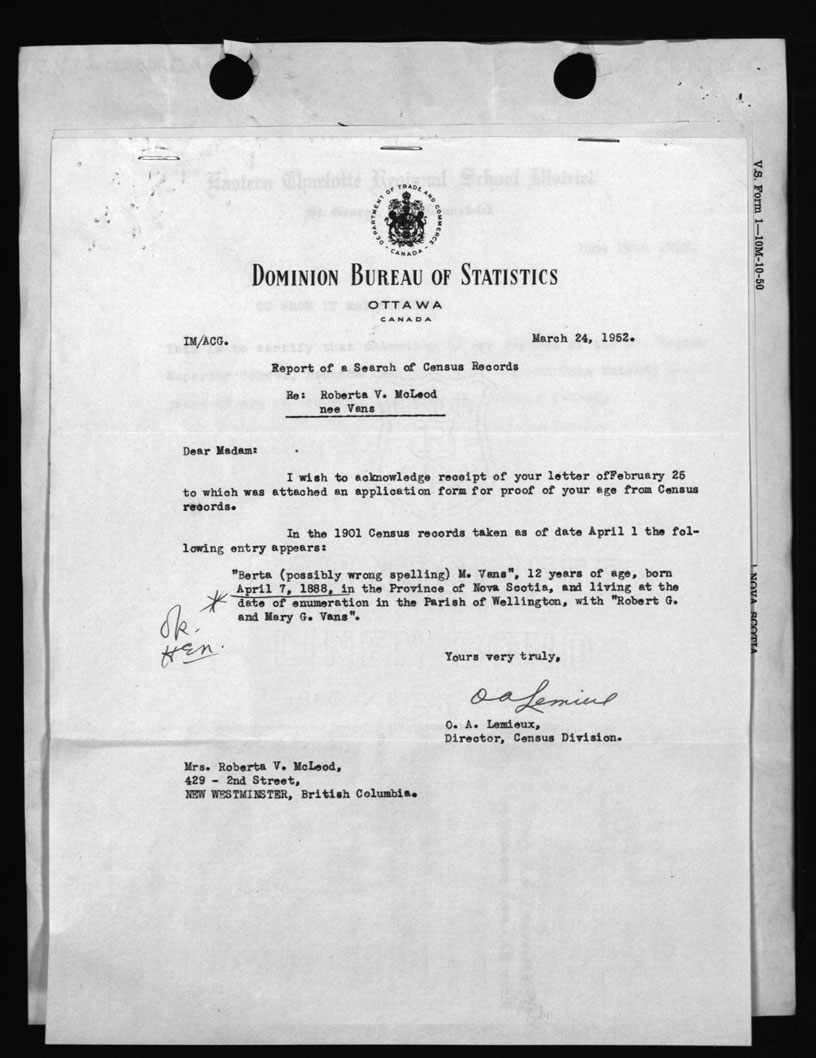 DEPARTMENT OF TRADE AND COMMERCE
CANADA
DOMINION BUREAU OF STATISTICS
OTTAWA
CANADA
IM/ACG. March 24, 1952.
Report of a Search of Census Records
Re: Roberta V. McLeod
nee Vans
Dear Madam:
I wish to acknowledge receipt of your letter ofFebruary 25
to which was attached an application form for proof of your age from Census
records.
In the 1901 Census records taken as of date April 1 the fol-
lowing entry appears:
"Berta (possibly wrong spelling) M. Vans", 12 years of age, born
April 7, 1888, in the Province of Nova Scotia, and living at the
date of enumeration in the Parish of Wellington, with "Robert G.
and Mary G. Vans".
Ok.
HEn.
Yours very truly,
O A Lemieux
O. A. Lemieux,
Director, Census Division.
Mrs. Roberta V. McLeod,
429 - 2nd Street,
NEW WESTMINSTER, British Columbia.
V.S. Form 1—10M-10-50
NOVA SCOTIA
Eastern Charlotte Regional School District